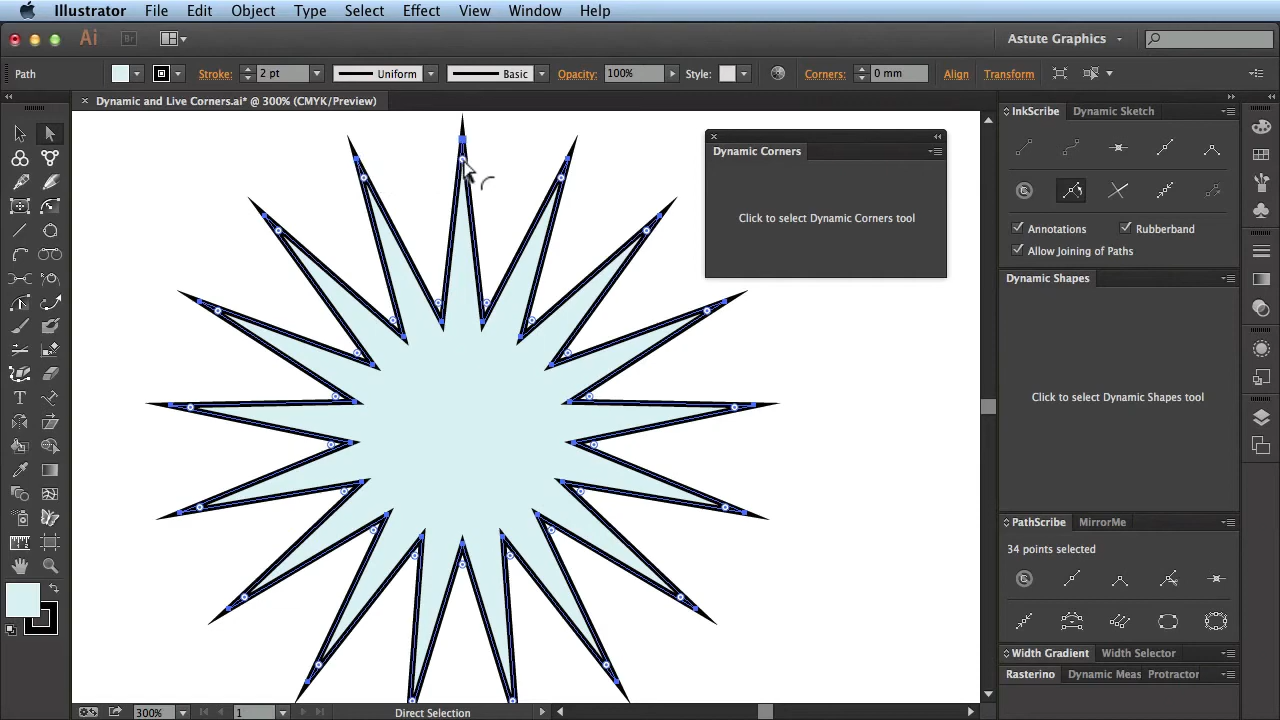 Illustrator File Edit Object Type Select Effect View Window Help
Ai Br Astute Graphics
Path Stroke: 2 pt Uniform Basic Opacity: 100% Style: Corners: 0 mm Align Transform
Dynamic and Live Corners.ai* @ 300% (CMYK/Preview)
InkScribe Dynamic Sketch
Dynamic Corners
Click to select Dynamic Corners tool
Annotations Rubberband
Allow Joining of Paths
Dynamic Shapes
Click to select Dynamic Shapes tool
PathScribe MirrorMe
34 points selected
Width Gradient Width Selector
Rasterino Dynamic Meas Protractor
300% 1 Direct Selection